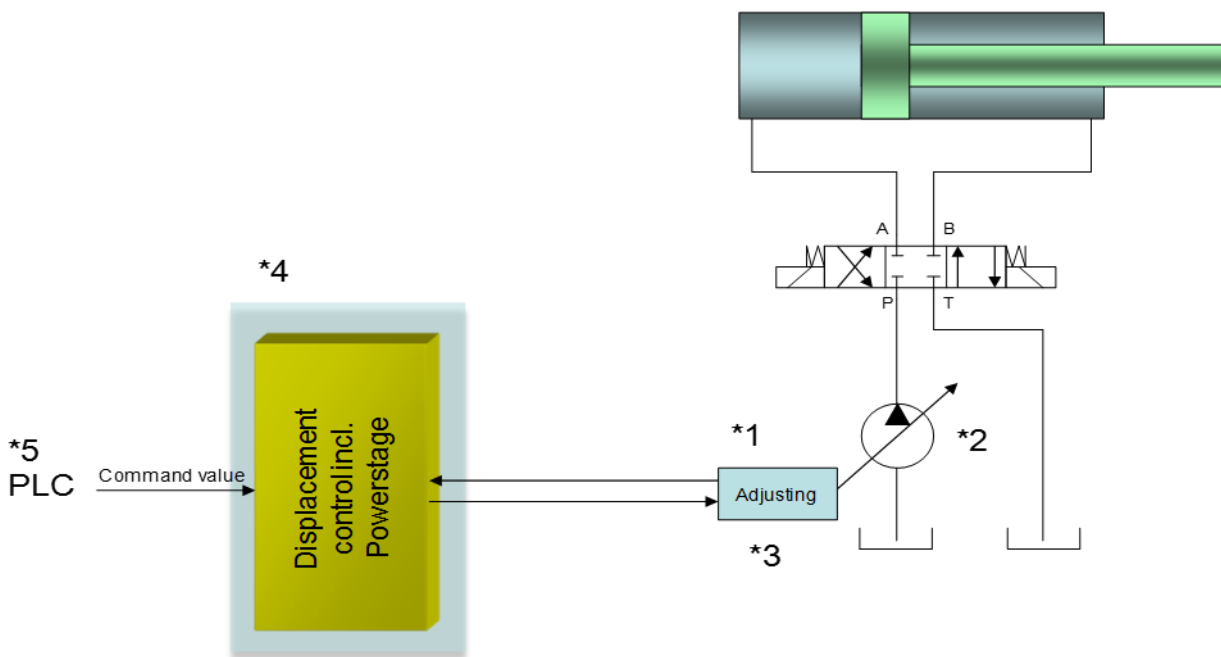 A B
P T
*4
Displacement
control incl.
Powerstage
*5
PLC
Command value
*1
*2
Adjusting
*3